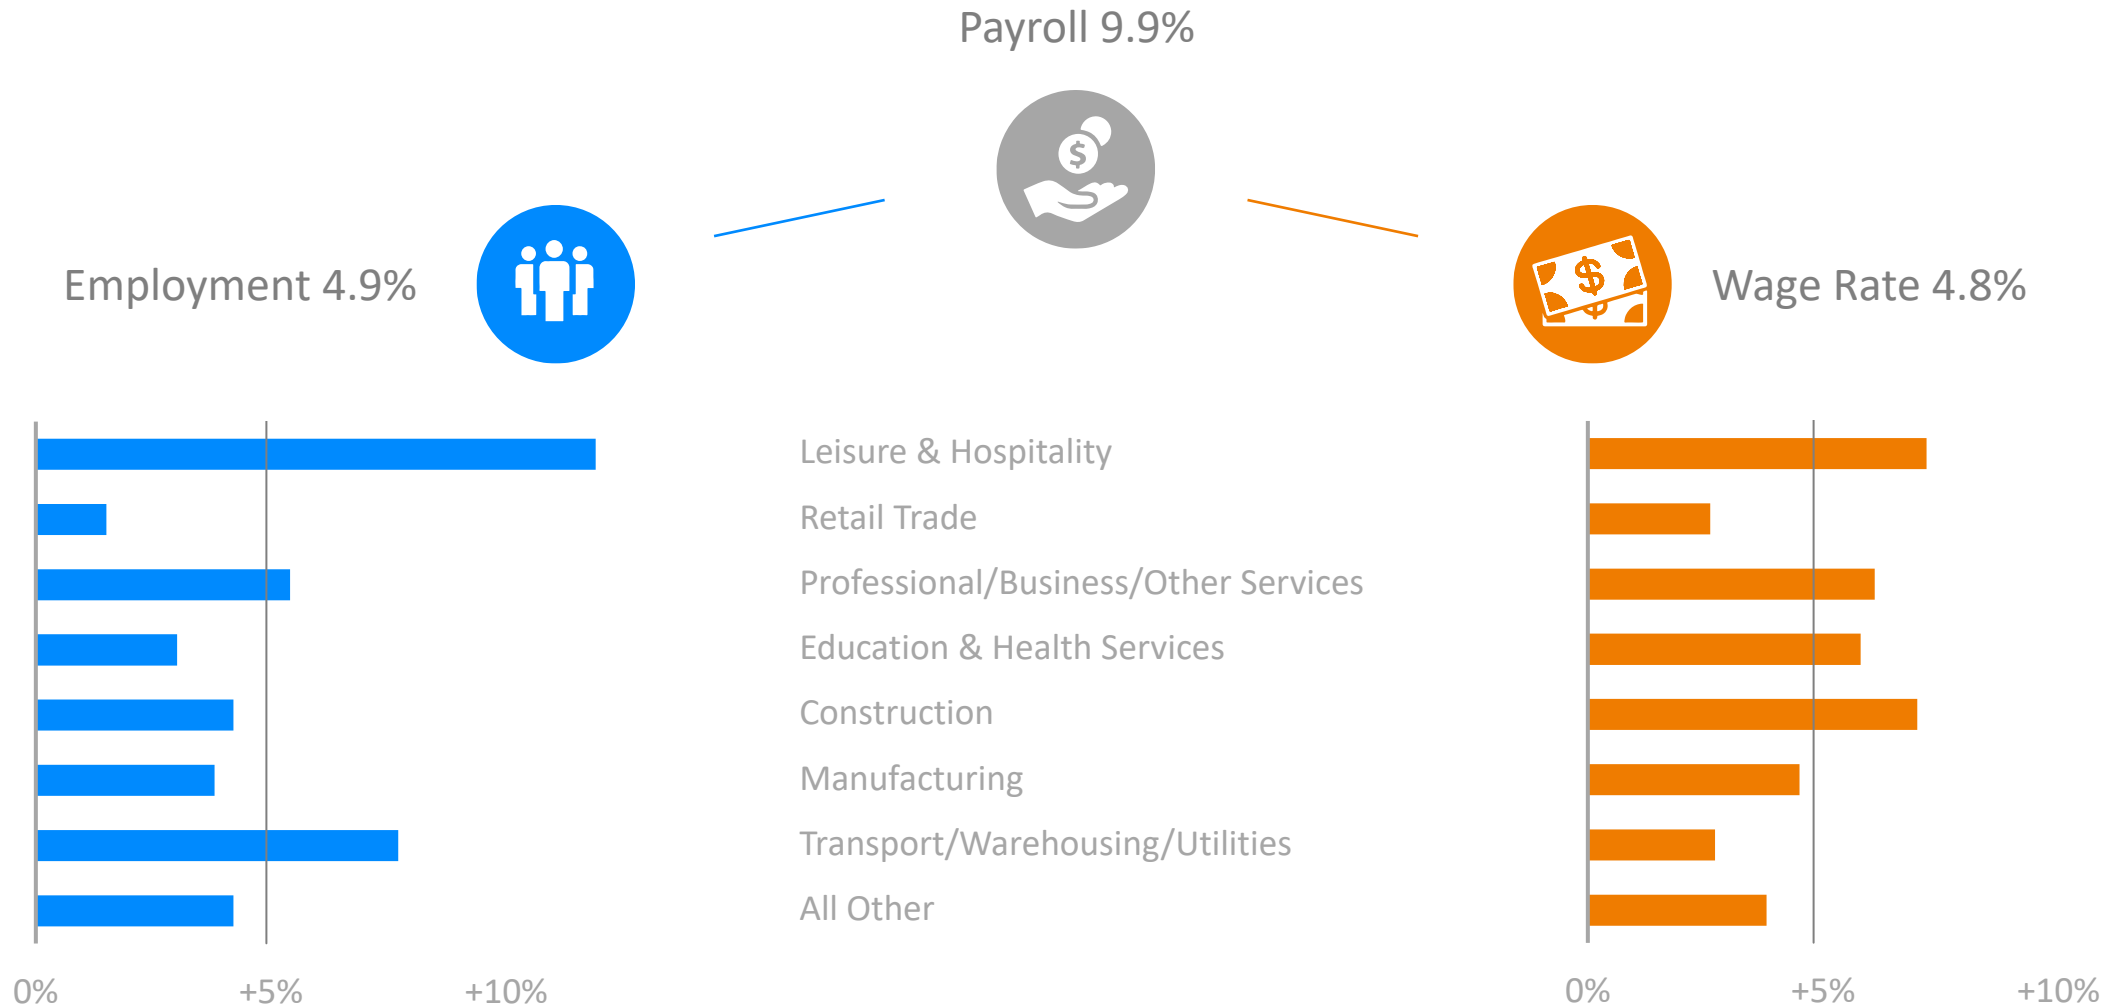 Payroll 9.9%
Employment 4.9%
Wage Rate 4.8%
Leisure & Hospitality
Retail Trade
Professional/Business/Other Services
Education & Health Services
Construction
Manufacturing
Transport/Warehousing/Utilities
All Other
0% +5% +10%
0% +5% +10%
$
$
$